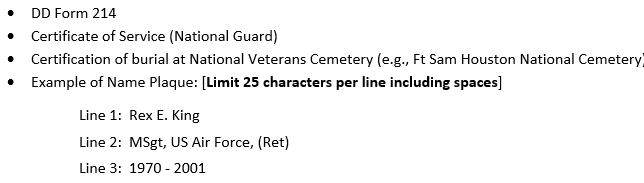 • DD Form 214
• Certificate of Service (National Guard)
• Certification of burial at National Veterans Cemetery (e.g., Ft Sam Houston National Cemetery)
• Example of Name Plaque: [Limit 25 characters per line including spaces]
Line 1: Rex E. King
Line 2: MSgt, US Air Force, (Ret)
Line 3: 1970 - 2001